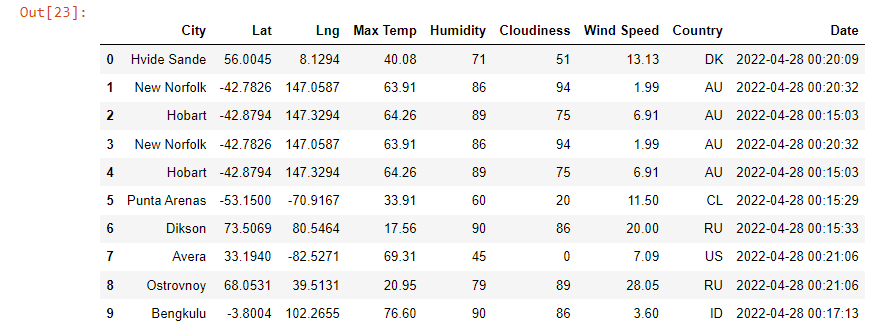 Out[23]:
City Lat Lng Max Temp Humidity Cloudiness Wind Speed Country Date
0 Hvide Sande 56.0045 8.1294 40.08 71 51 13.13 DK 2022-04-28 00:20:09
1 New Norfolk -42.7826 147.0587 63.91 86 94 1.99 AU 2022-04-28 00:20:32
2 Hobart -42.8794 147.3294 64.26 89 75 6.91 AU 2022-04-28 00:15:03
3 New Norfolk -42.7826 147.0587 63.91 86 94 1.99 AU 2022-04-28 00:20:32
4 Hobart -42.8794 147.3294 64.26 89 75 6.91 AU 2022-04-28 00:15:03
5 Punta Arenas -53.1500 -70.9167 33.91 60 20 11.50 CL 2022-04-28 00:15:29
6 Dikson 73.5069 80.5464 17.56 90 86 20.00 RU 2022-04-28 00:15:33
7 Avera 33.1940 -82.5271 69.31 45 0 7.09 US 2022-04-28 00:21:06
8 Ostrovnoy 68.0531 39.5131 20.95 79 89 28.05 RU 2022-04-28 00:21:06
9 Bengkulu -3.8004 102.2655 76.60 90 86 3.60 ID 2022-04-28 00:17:13